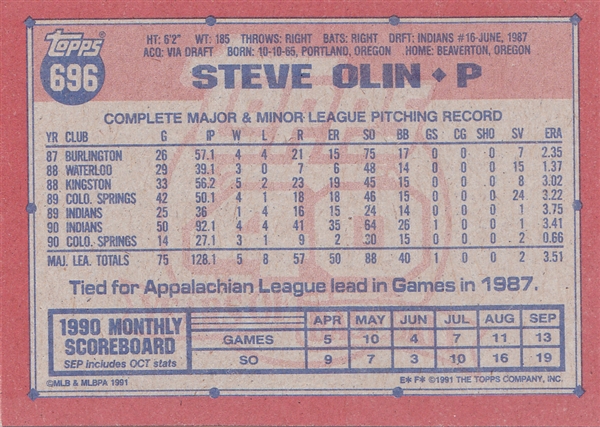 topps
696
HT: 6'2" WT: 185 THROWS: RIGHT BATS: RIGHT DRFT: INDIANS #16-JUNE, 1987
ACQ: VIA DRAFT BORN: 10-10-65, PORTLAND, OREGON HOME: BEAVERTON, OREGON
STEVE OLIN ♦ P
COMPLETE MAJOR & MINOR LEAGUE PITCHING RECORD
YR CLUB G IP W L R ER SO BB GS CG SHO SV ERA
87 BURLINGTON 26 57.1 4 4 21 15 75 17 0 0 0 7 2.35
88 WATERLOO 29 39.1 3 0 7 6 48 14 0 0 0 15 1.37
88 KINGSTON 33 56.2 5 2 23 19 45 15 0 0 0 8 3.02
89 COLO. SPRINGS 42 50.1 4 1 18 18 46 15 0 0 0 24 3.22
89 INDIANS 25 36 1 4 16 15 24 14 0 0 0 1 3.75
90 INDIANS 50 92.1 4 4 41 35 64 26 1 0 0 1 3.41
90 COLO. SPRINGS 14 27.1 3 1 9 2 30 15 0 0 0 2 0.66
MAJ. LEA. TOTALS 75 128.1 5 8 57 50 88 40 1 0 0 2 3.51
Tied for Appalachian League lead in Games in 1987.
1990 MONTHLY SCOREBOARD
SEP includes OCT stats
APR MAY JUN JUL AUG SEP
GAMES 5 10 4 7 11 13
SO 9 7 3 10 16 19
©MLB & MLBPA 1991
E* F* ©1991 THE TOPPS COMPANY, INC.